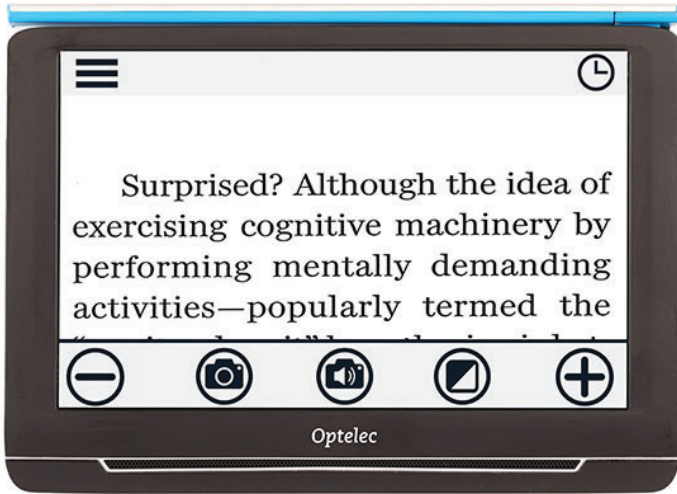 Surprised? Although the idea of
exercising cognitive machinery by
performing mentally demanding
activities—popularly termed the
Optelec